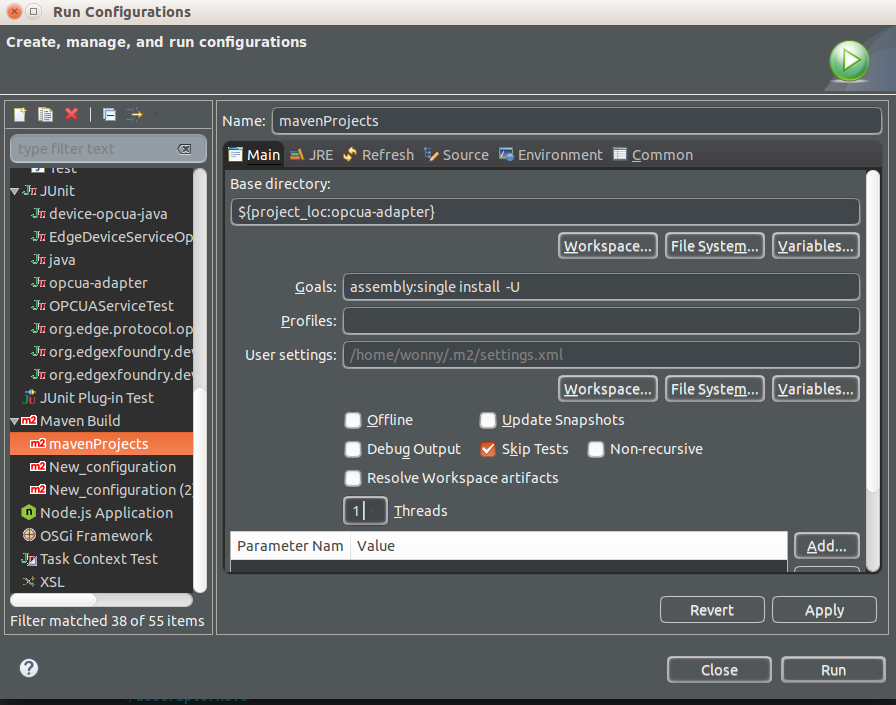 Run Configurations
Create, manage, and run configurations
type filter text
Test
JUnit
device-opcua-java
EdgeDeviceServiceOp
java
opcua-adapter
OPCUAServiceTest
org.edge.protocol.op
org.edgexfoundry.dev
org.edgexfoundry.dev
JUnit Plug-in Test
m2 Maven Build
m2 mavenProjects
m2 New_configuration
m2 New_configuration (2)
Node.js Application
OSGi Framework
Task Context Test
XSL
Filter matched 38 of 55 items
Name: mavenProjects
Main JRE Refresh Source Environment Common
Base directory:
${project_loc:opcua-adapter}
Workspace... File System... Variables...
Goals: assembly:single install -U
Profiles:
User settings: /home/wonny/.m2/settings.xml
Workspace... File System... Variables...
Offline Update Snapshots
Debug Output Skip Tests Non-recursive
Resolve Workspace artifacts
1 Threads
Parameter Nam Value Add...
Revert Apply
? Close Run